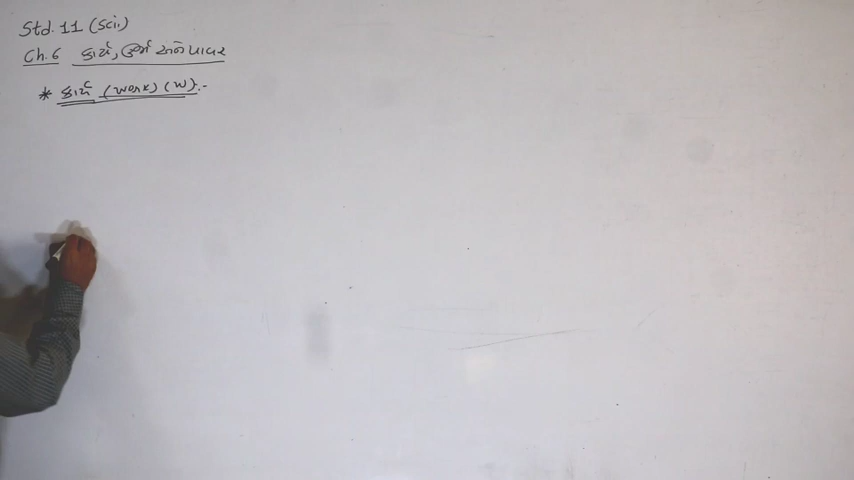 Std. 11 (Sci.)
Ch. 6 કાર્ય, ઊર્જા અને પાવર
* કાર્ય (work) (W) :-